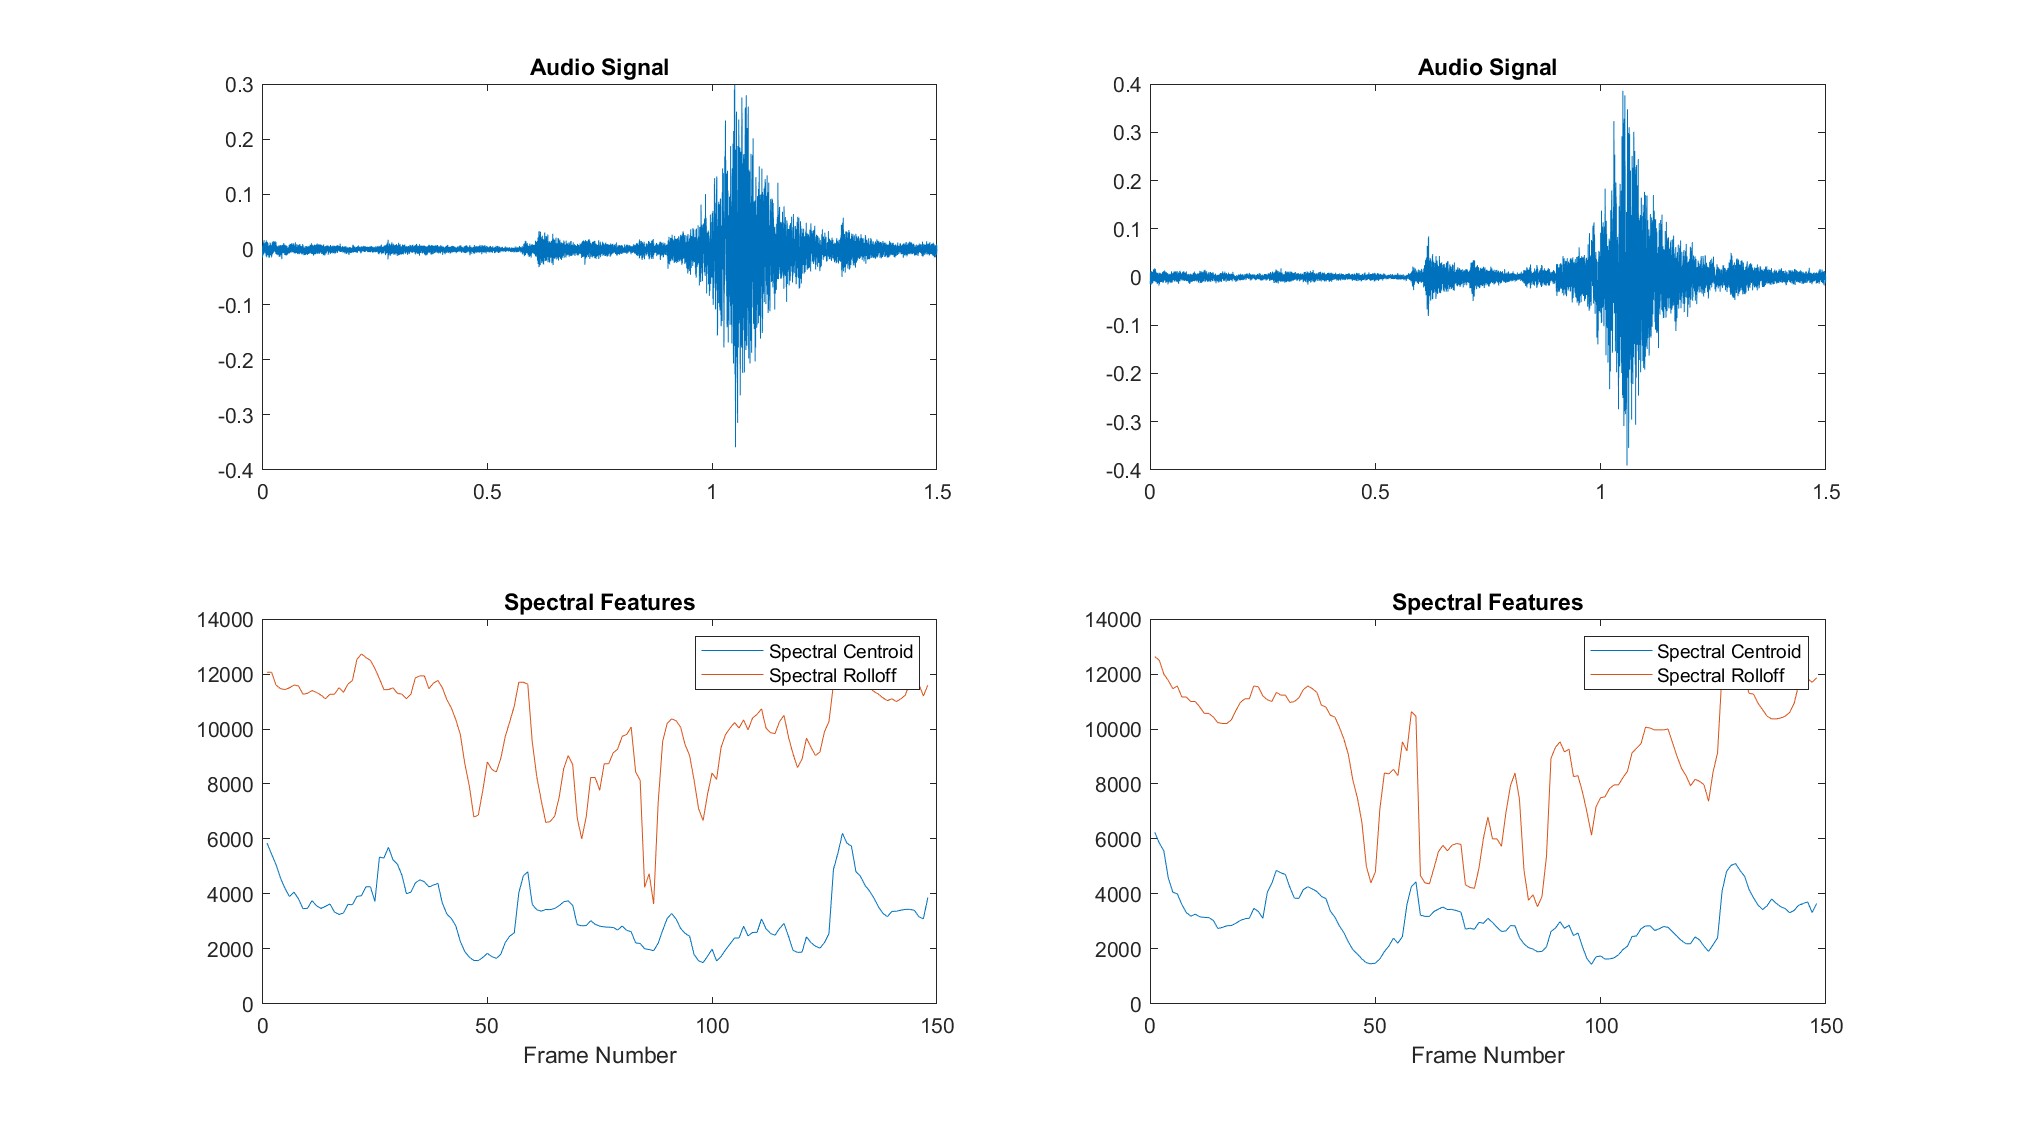 Audio Signal
0.3
0.2
0.1
0
-0.1
-0.2
-0.3
-0.4
0 0.5 1 1.5
Audio Signal
0.4
0.3
0.2
0.1
0
-0.1
-0.2
-0.3
-0.4
0 0.5 1 1.5
Spectral Features
14000
12000
10000
8000
6000
4000
2000
0
Spectral Centroid
Spectral Rolloff
0 50 100 150
Frame Number
Spectral Features
14000
12000
10000
8000
6000
4000
2000
0
Spectral Centroid
Spectral Rolloff
0 50 100 150
Frame Number